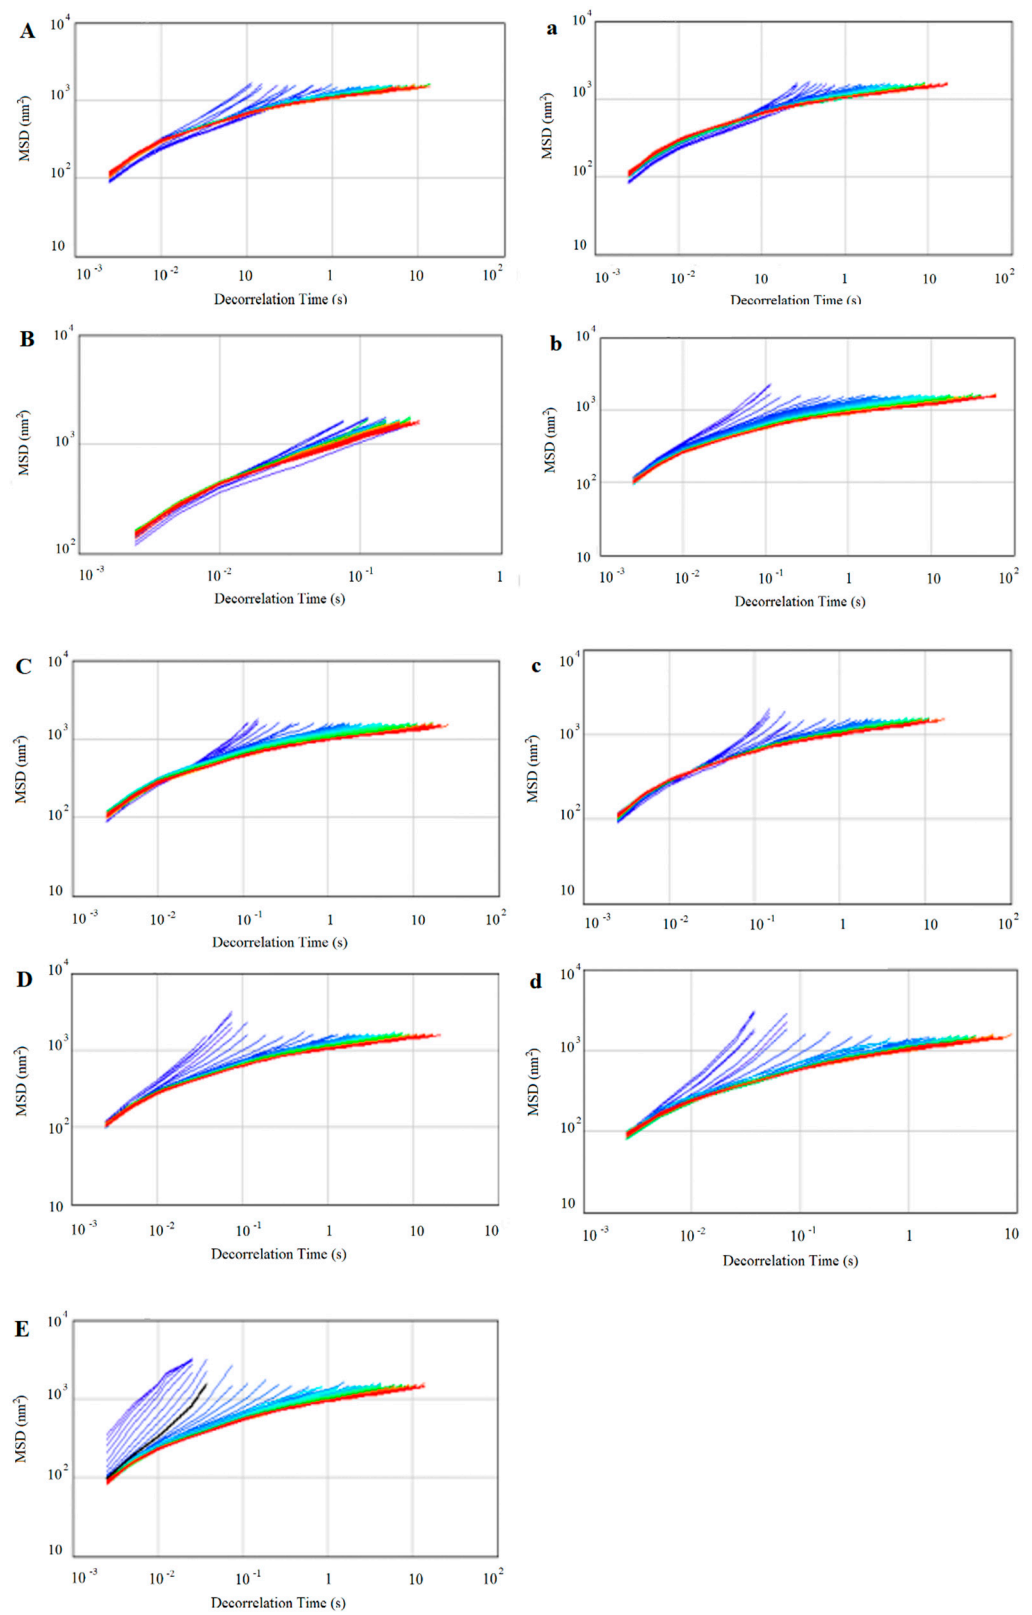 A
10⁴
10³
10²
10
MSD (nm²)
10⁻³ 10⁻² 10 1 10 10²
Decorrelation Time (s)
a
10⁴
10³
10²
10
MSD (nm²)
10⁻³ 10⁻² 10 1 10 10²
Decorrelation Time (s)
B
10⁴
10³
10²
MSD (nm²)
10⁻³ 10⁻² 10⁻¹ 1
Decorrelation Time (s)
b
10⁴
10³
10²
10
MSD (nm²)
10⁻³ 10⁻² 10⁻¹ 1 10 10²
Decorrelation Time (s)
C
10⁴
10³
10²
10
MSD (nm²)
10⁻³ 10⁻² 10⁻¹ 1 10 10²
Decorrelation Time (s)
c
10⁴
10³
10²
10
MSD (nm²)
10⁻³ 10⁻² 10⁻¹ 1 10 10²
Decorrelation Time (s)
D
10⁴
10³
10²
10
MSD (nm²)
10⁻³ 10⁻² 10⁻¹ 1 10 10²
Decorrelation Time (s)
d
10⁴
10³
10²
10
MSD (nm²)
10⁻³ 10⁻² 10⁻¹ 1 10
Decorrelation Time (s)
E
10⁴
10³
10²
10
MSD (nm²)
10⁻³ 10⁻² 10⁻¹ 1 10 10²
Decorrelation Time (s)